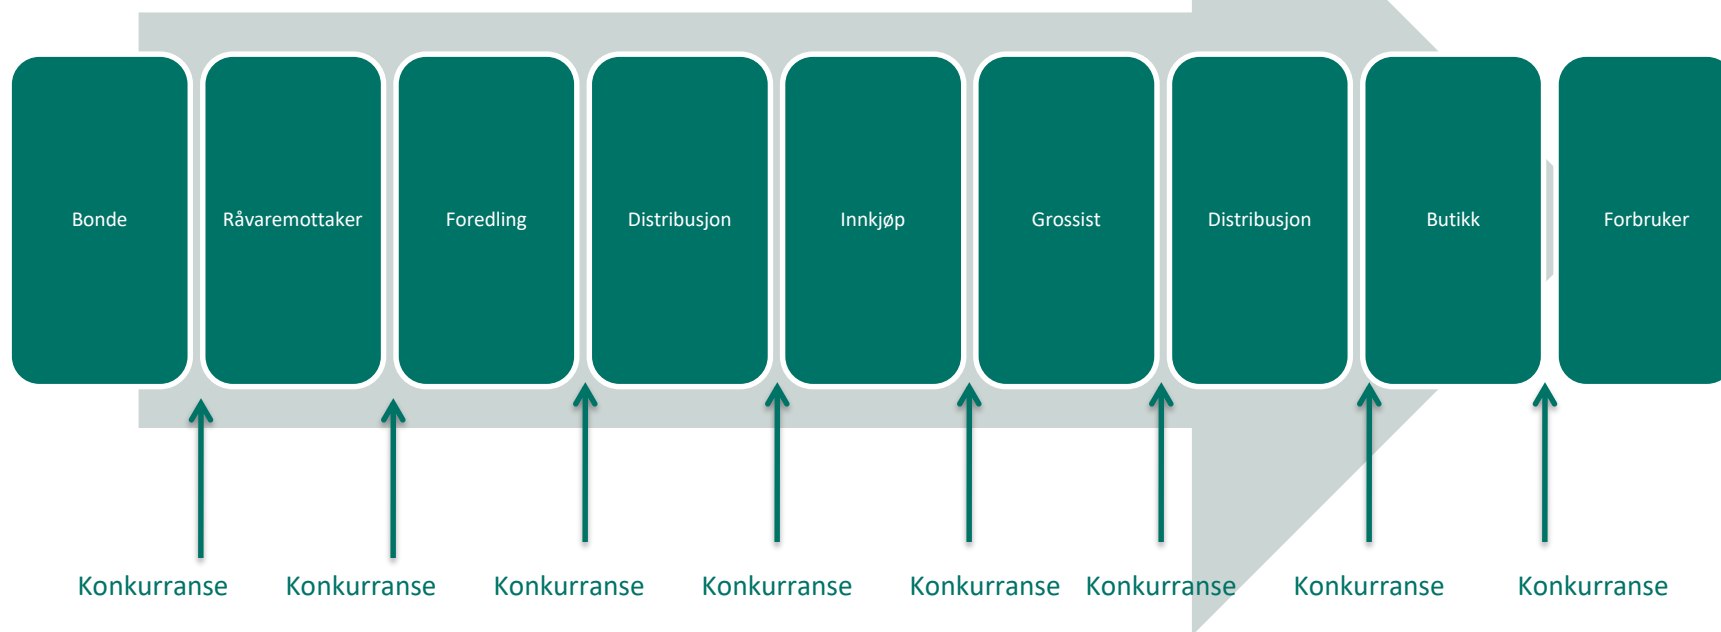 Bonde
Råvaremottaker
Foredling
Distribusjon
Innkjøp
Grossist
Distribusjon
Butikk
Forbruker
Konkurranse
Konkurranse
Konkurranse
Konkurranse
Konkurranse
Konkurranse
Konkurranse
Konkurranse